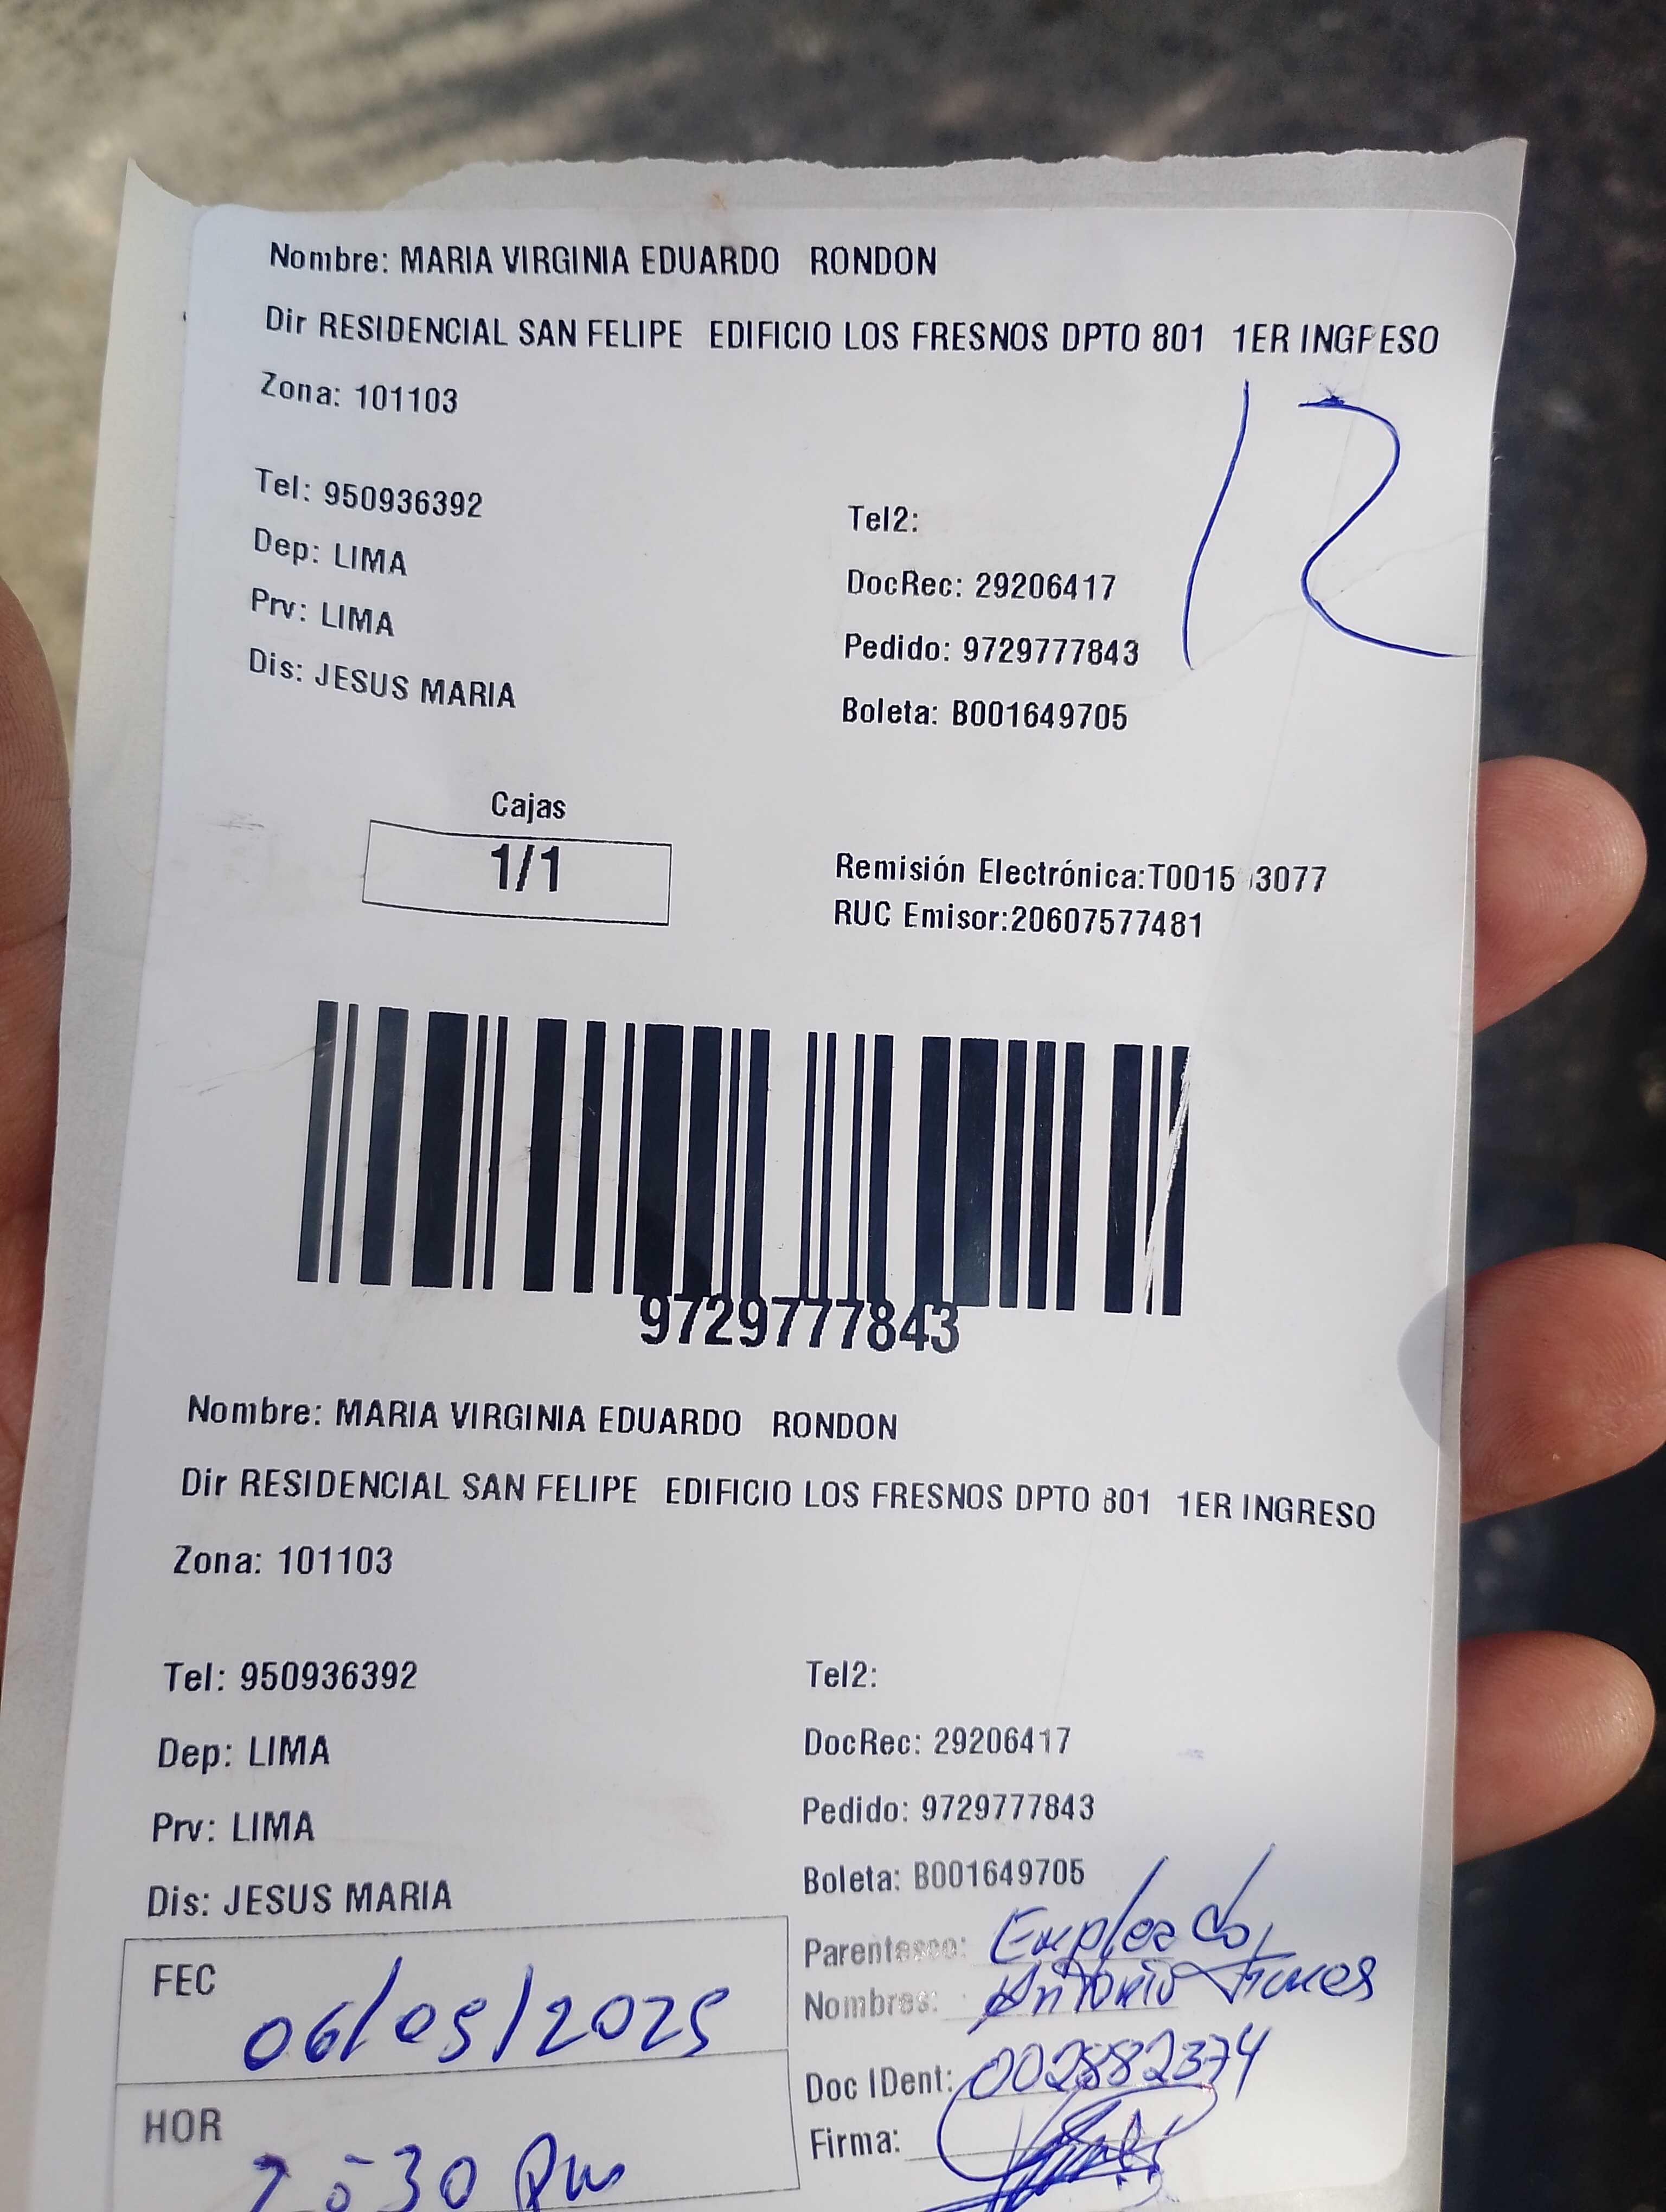 Nombre: MARIA VIRGINIA EDUARDO RONDON
Dir RESIDENCIAL SAN FELIPE EDIFICIO LOS FRESNOS DPTO 801 1ER INGRESO
Zona: 101103
Tel: 950936392
Tel2:
Dep: LIMA
DocRec: 29206417
Prv: LIMA
Pedido: 9729777843
Dis: JESUS MARIA
Boleta: B001649705
Cajas
1/1
Remisión Electrónica:T0015 3077
RUC Emisor:20607577481
9729777843
Nombre: MARIA VIRGINIA EDUARDO RONDON
Dir RESIDENCIAL SAN FELIPE EDIFICIO LOS FRESNOS DPTO 801 1ER INGRESO
Zona: 101103
Tel: 950936392
Tel2:
Dep: LIMA
DocRec: 29206417
Prv: LIMA
Pedido: 9729777843
Dis: JESUS MARIA
Boleta: B001649705
Parentesco: Empleado
FEC 06/05/2025
Nombres: Antonio
Doc IDent: 002882374
HOR
Firma: